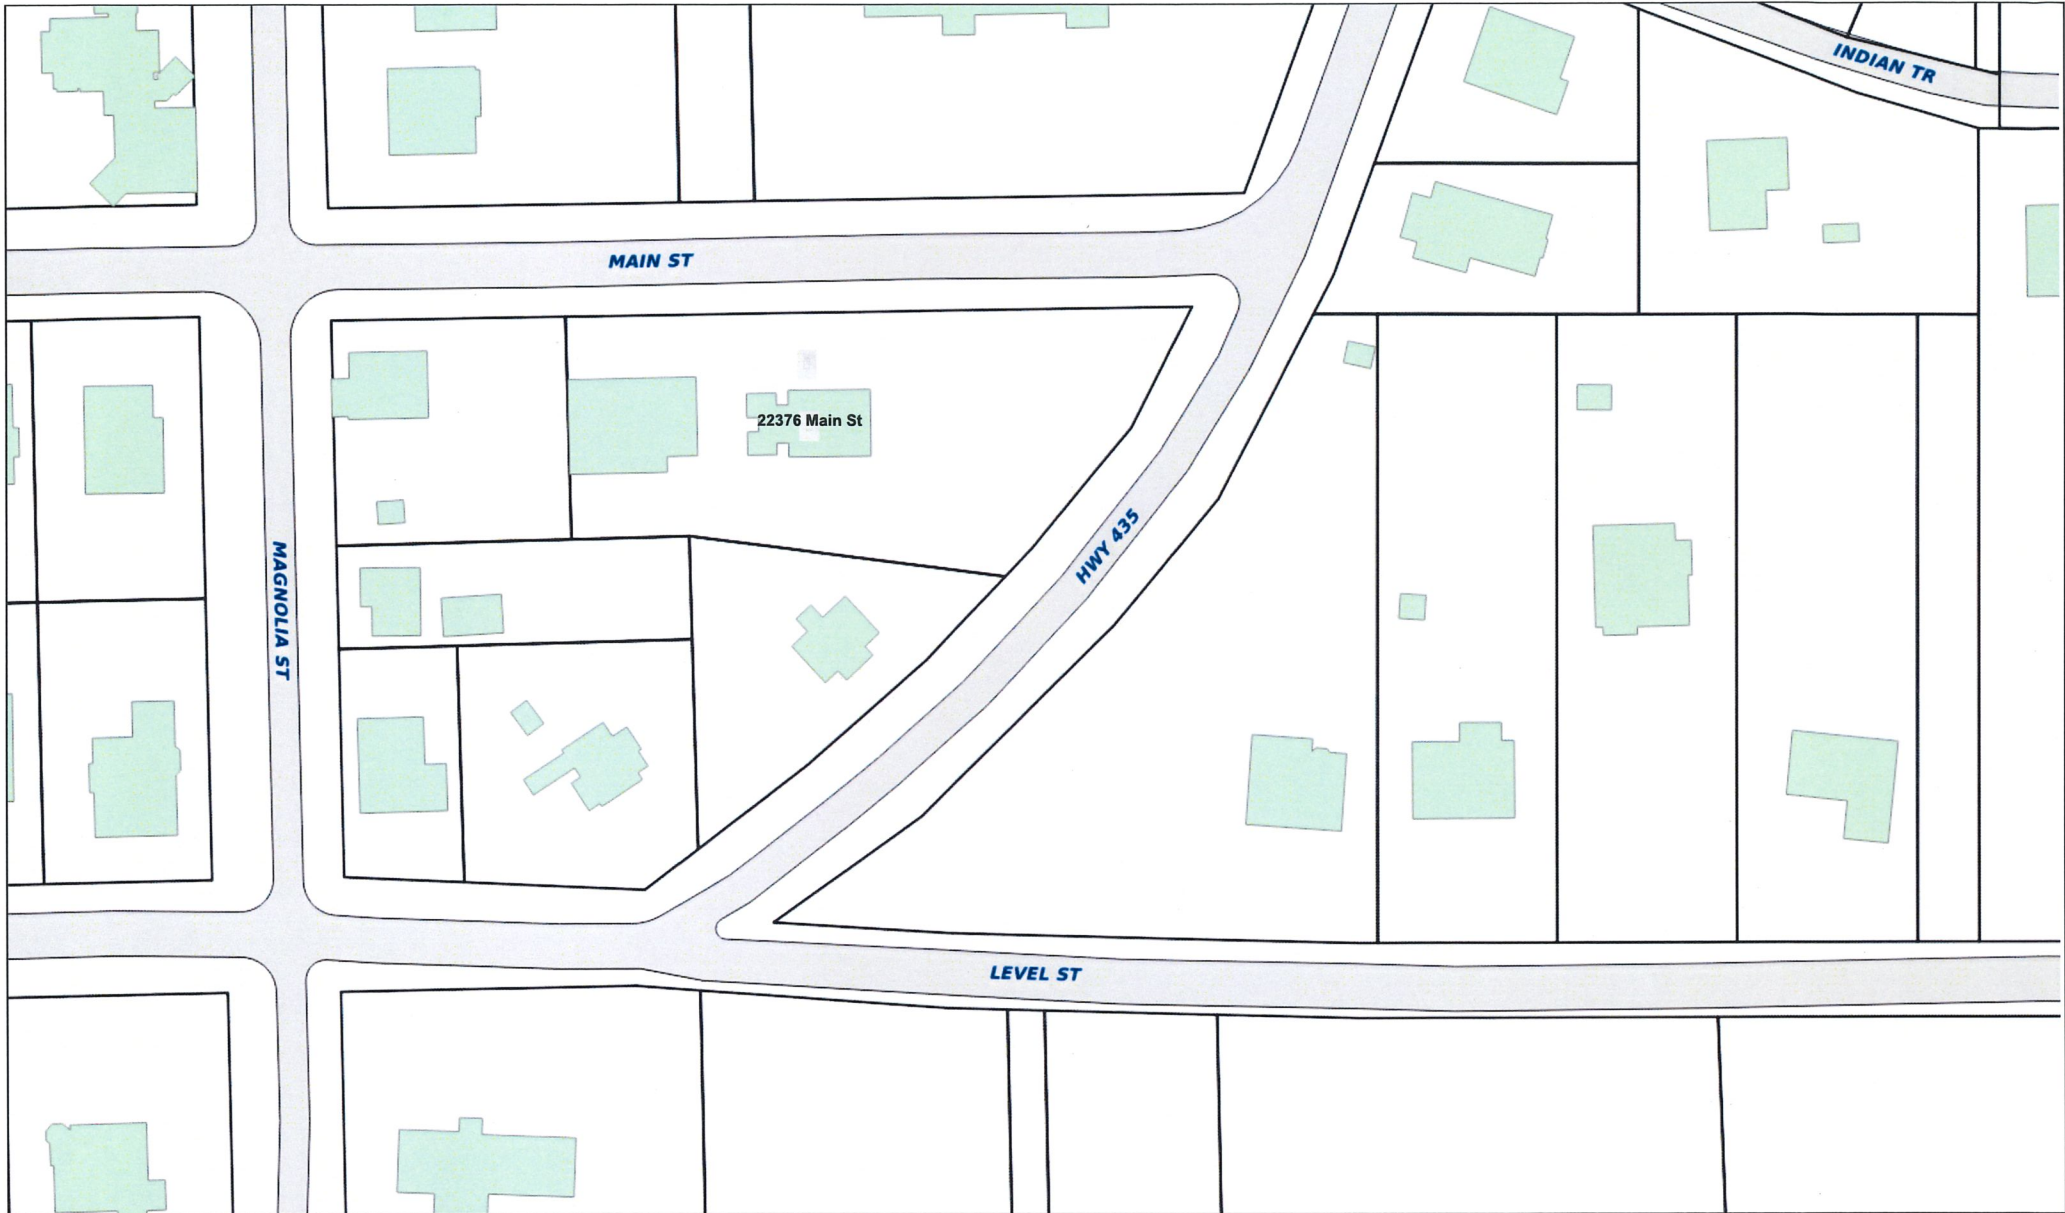 INDIAN TR
MAIN ST
22376 Main St
HWY 435
MAGNOLIA ST
LEVEL ST